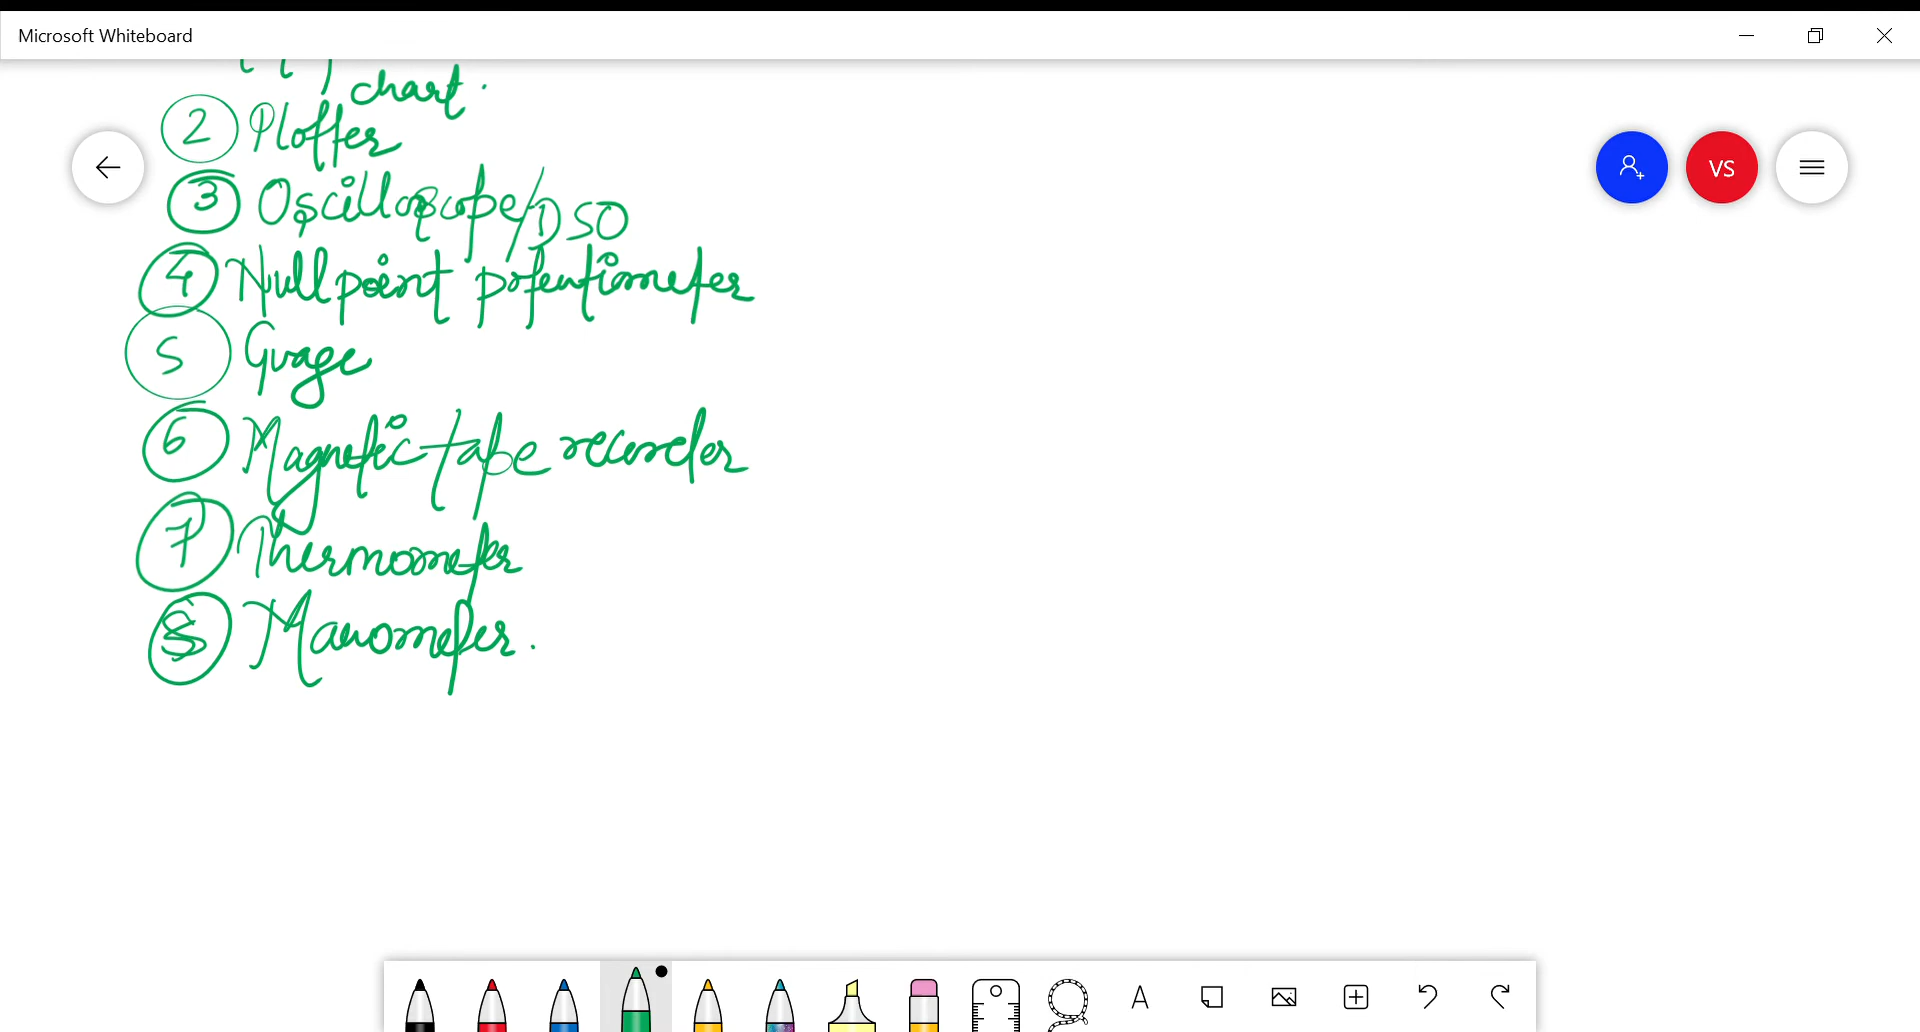 Microsoft Whiteboard
chart.
2 Plotter
3 Oscilloscope/DSO
4 Null point potentiometer
5 Guage
6 Magnetic tape recorder
7 Thermometer
8 Manometer.
VS